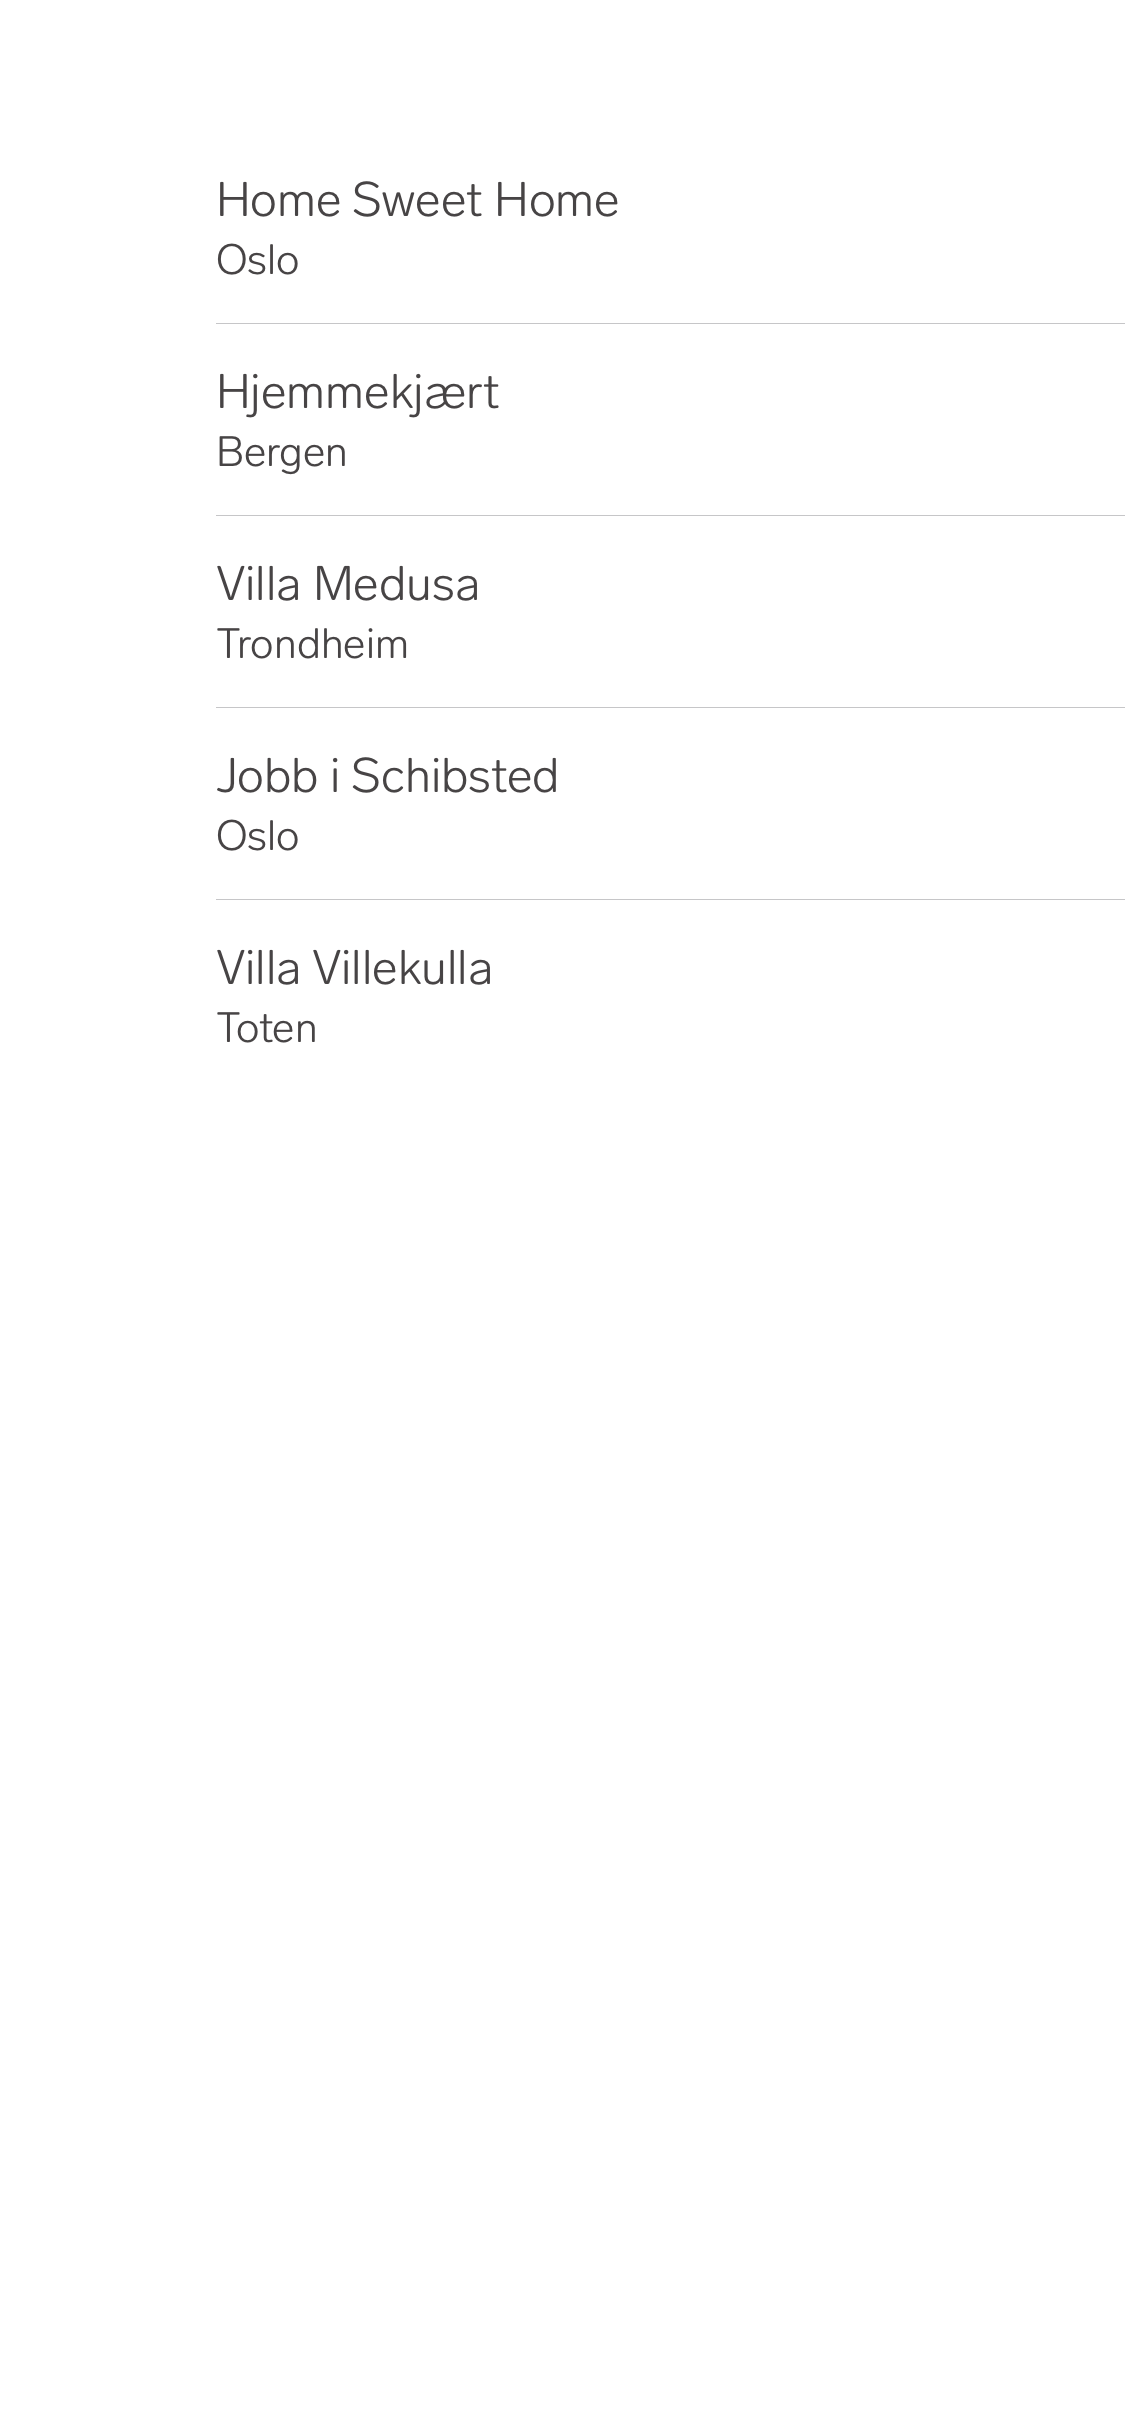 Home Sweet Home
Oslo
Hjemmekjært
Bergen
Villa Medusa
Trondheim
Jobb i Schibsted
Oslo
Villa Villekulla
Toten